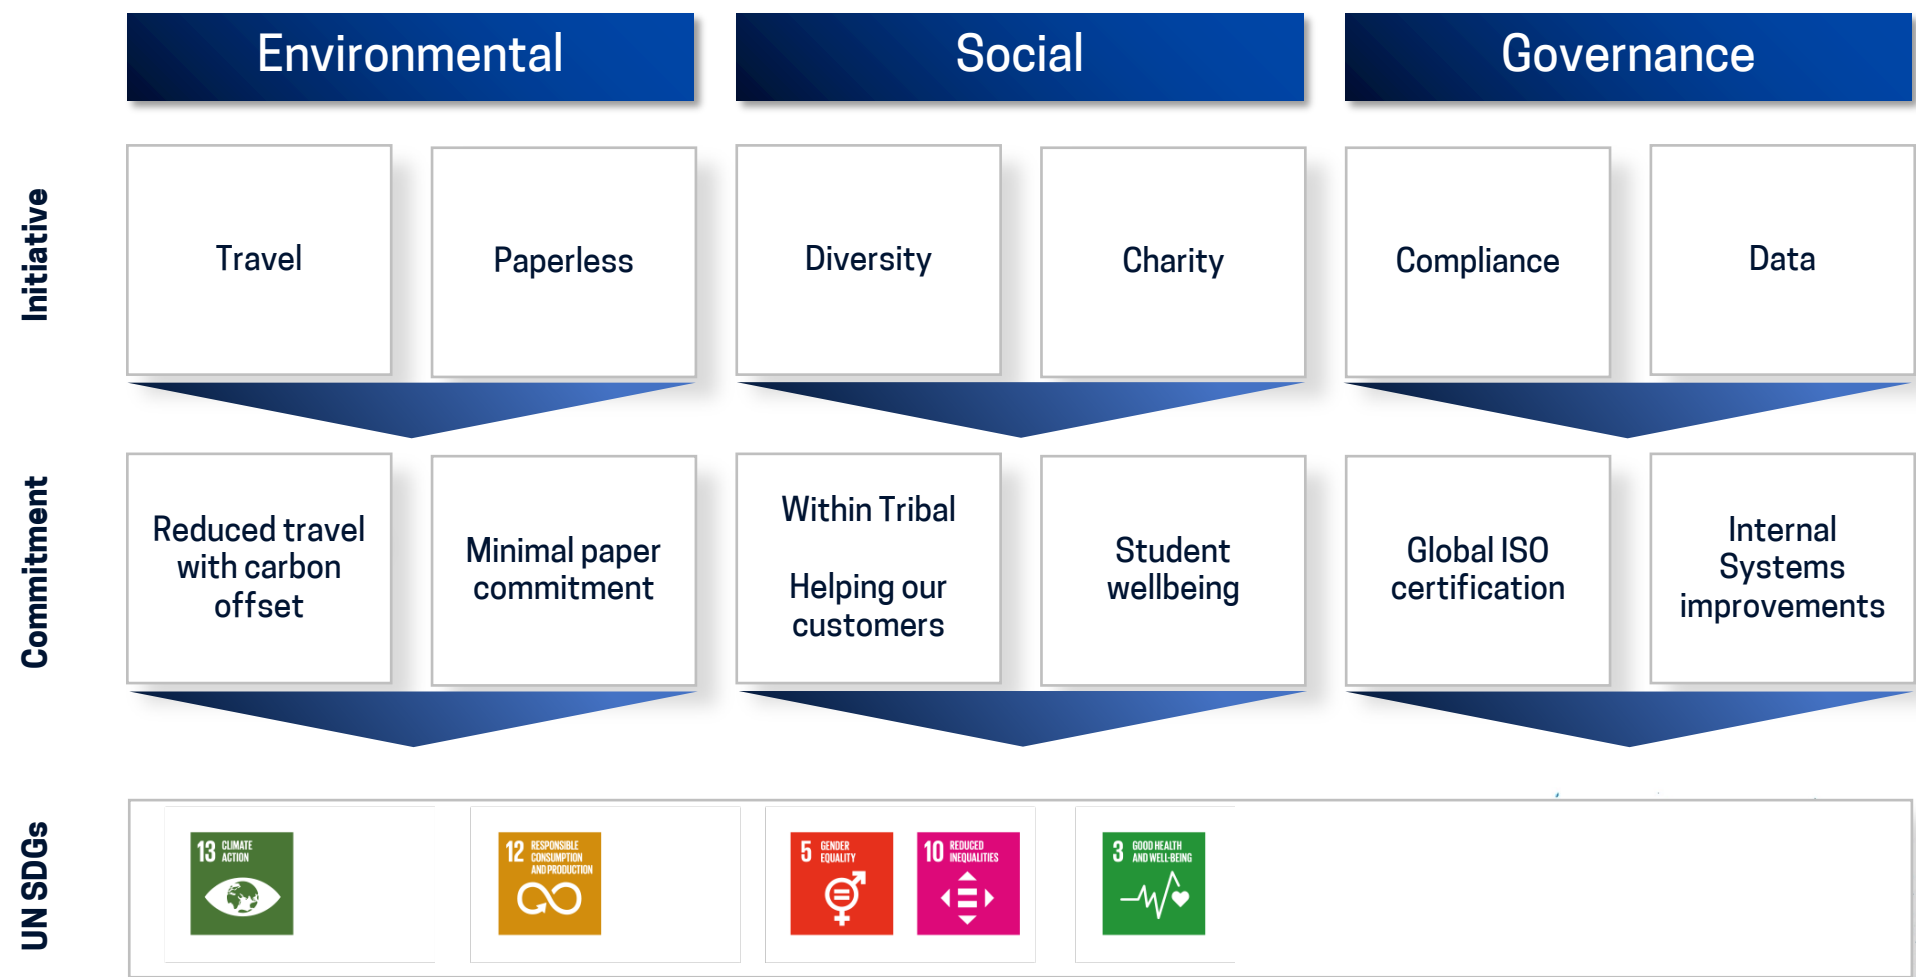 Environmental
Social
Governance
Initiative
Travel
Paperless
Diversity
Charity
Compliance
Data
Commitment
Reduced travel
with carbon
offset
Minimal paper
commitment
Within Tribal
Helping our
customers
Student
wellbeing
Global ISO
certification
Internal
Systems
improvements
UN SDGs
13 CLIMATE
ACTION
12 RESPONSIBLE
CONSUMPTION
AND PRODUCTION
5 GENDER
EQUALITY
10 REDUCED
INEQUALITIES
3 GOOD HEALTH
AND WELL-BEING